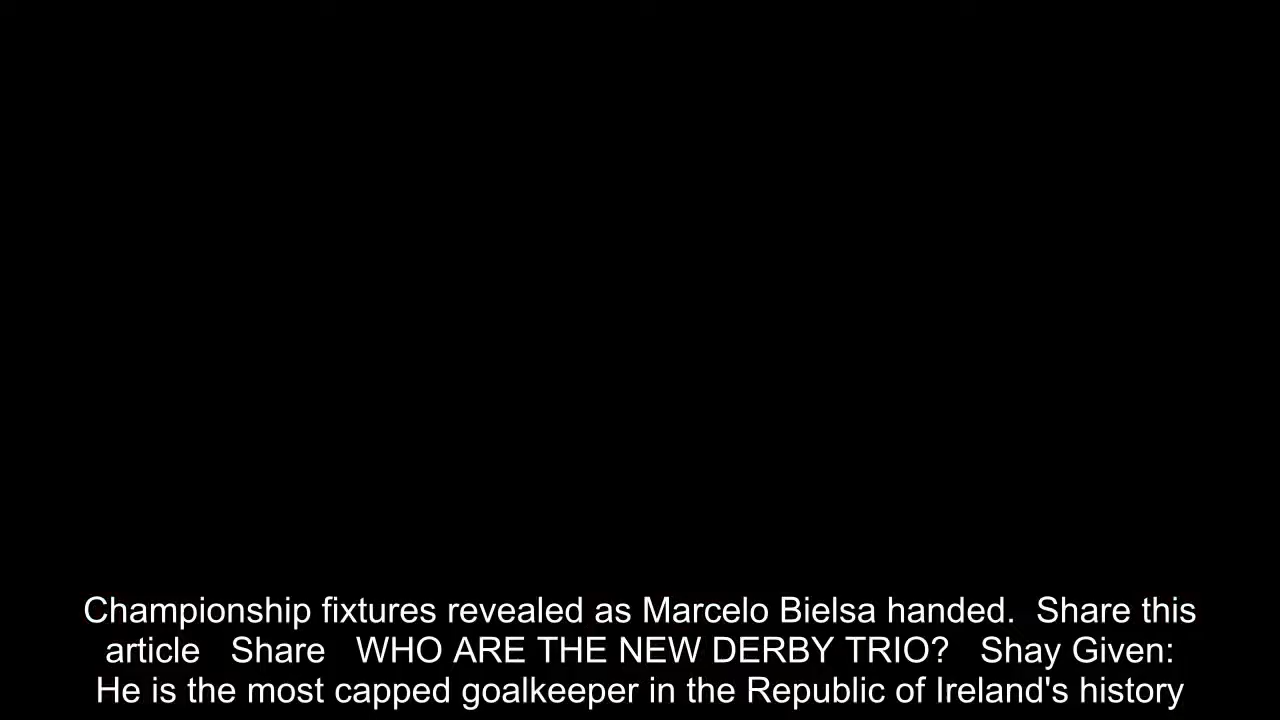 Championship fixtures revealed as Marcelo Bielsa handed.  Share this
article   Share   WHO ARE THE NEW DERBY TRIO?   Shay Given:
He is the most capped goalkeeper in the Republic of Ireland's history